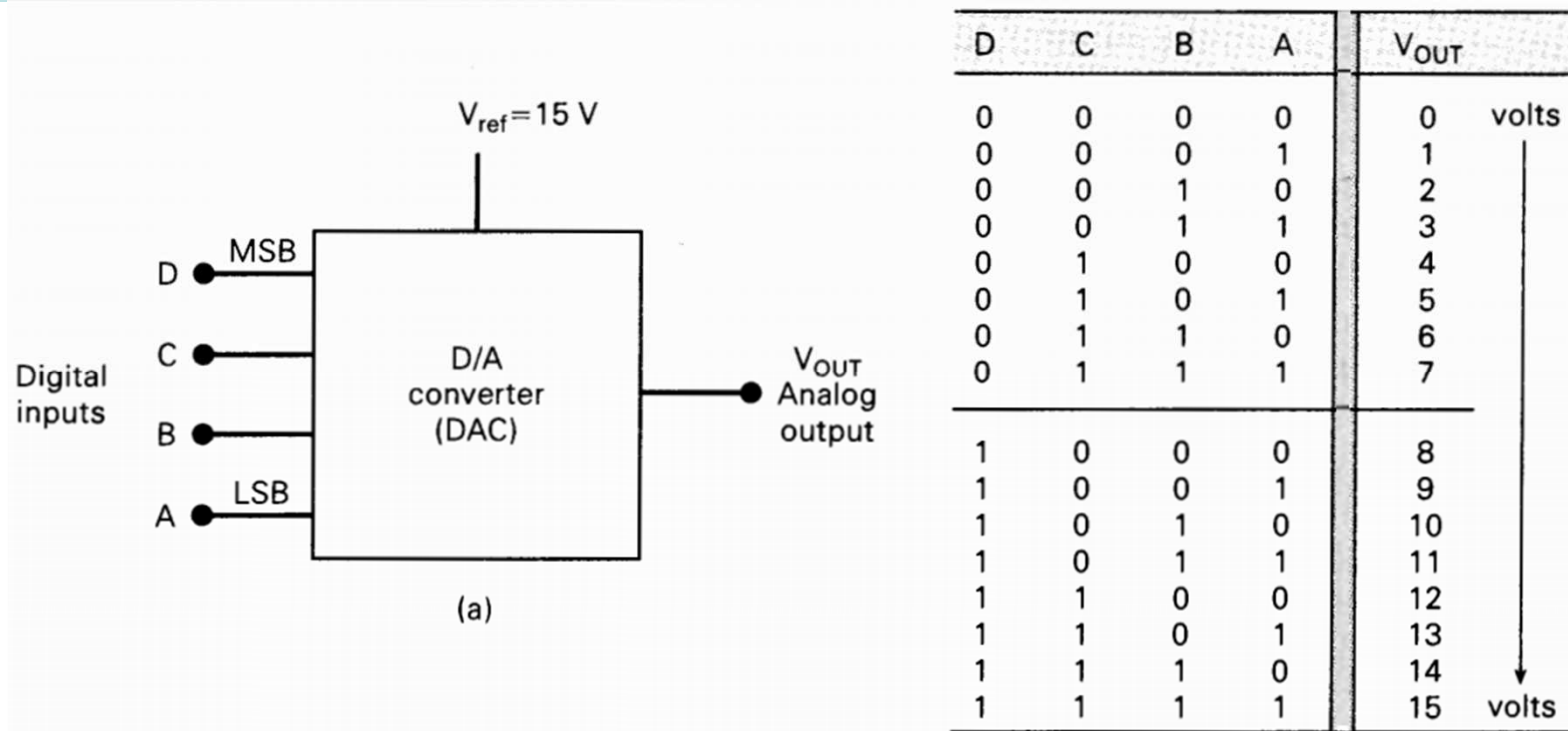 V_ref=15 V
D MSB
C
B
A LSB
Digital
inputs
D/A
converter
(DAC)
V_OUT
Analog
output
(a)
D C B A V_OUT
0 0 0 0 0 volts
0 0 0 1 1
0 0 1 0 2
0 0 1 1 3
0 1 0 0 4
0 1 0 1 5
0 1 1 0 6
0 1 1 1 7
1 0 0 0 8
1 0 0 1 9
1 0 1 0 10
1 0 1 1 11
1 1 0 0 12
1 1 0 1 13
1 1 1 0 14
1 1 1 1 15 volts